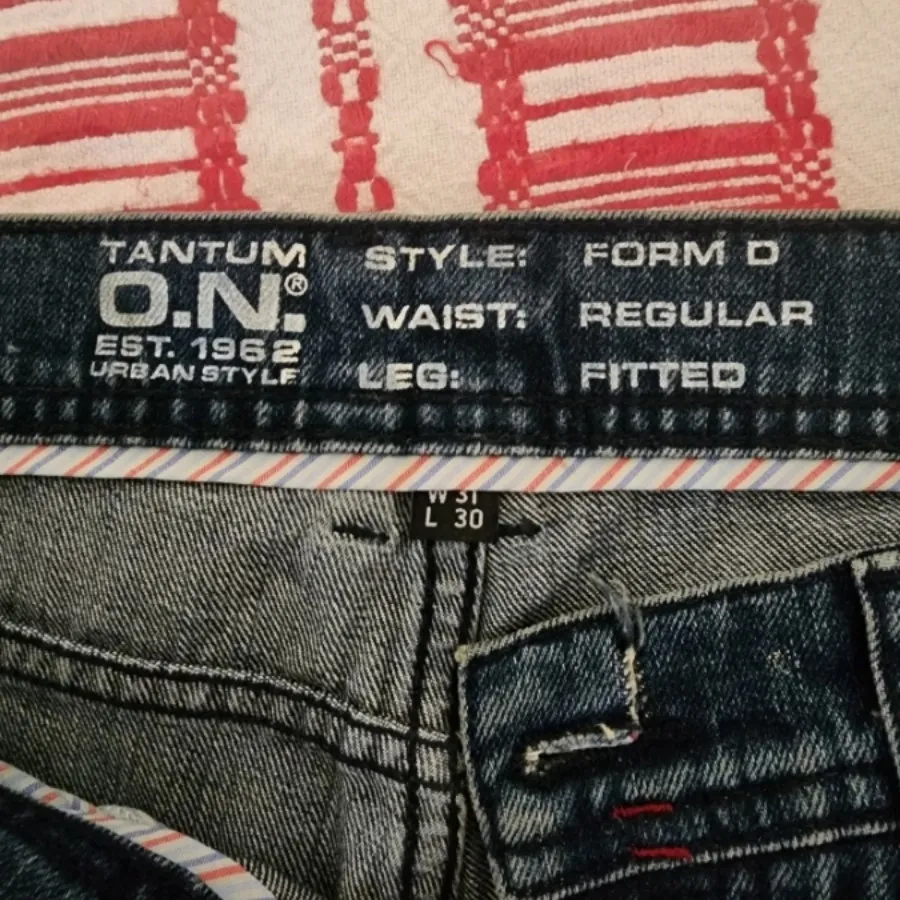 TANTUM
O.N.®
EST. 1962
URBAN STYLE
STYLE: FORM D
WAIST: REGULAR
LEG: FITTED
W 31
L 30